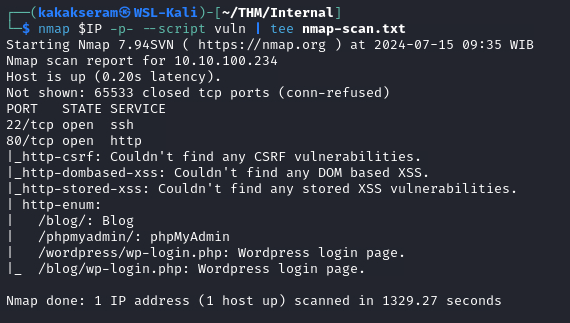 ┌──(kakakseram㉿WSL-Kali)-[~/THM/Internal]
└─$ nmap $IP -p- --script vuln | tee nmap-scan.txt
Starting Nmap 7.94SVN ( https://nmap.org ) at 2024-07-15 09:35 WIB
Nmap scan report for 10.10.100.234
Host is up (0.20s latency).
Not shown: 65533 closed tcp ports (conn-refused)
PORT   STATE SERVICE
22/tcp open  ssh
80/tcp open  http
|_http-csrf: Couldn't find any CSRF vulnerabilities.
|_http-dombased-xss: Couldn't find any DOM based XSS.
|_http-stored-xss: Couldn't find any stored XSS vulnerabilities.
| http-enum:
|   /blog/: Blog
|   /phpmyadmin/: phpMyAdmin
|   /wordpress/wp-login.php: Wordpress login page.
|_  /blog/wp-login.php: Wordpress login page.
Nmap done: 1 IP address (1 host up) scanned in 1329.27 seconds